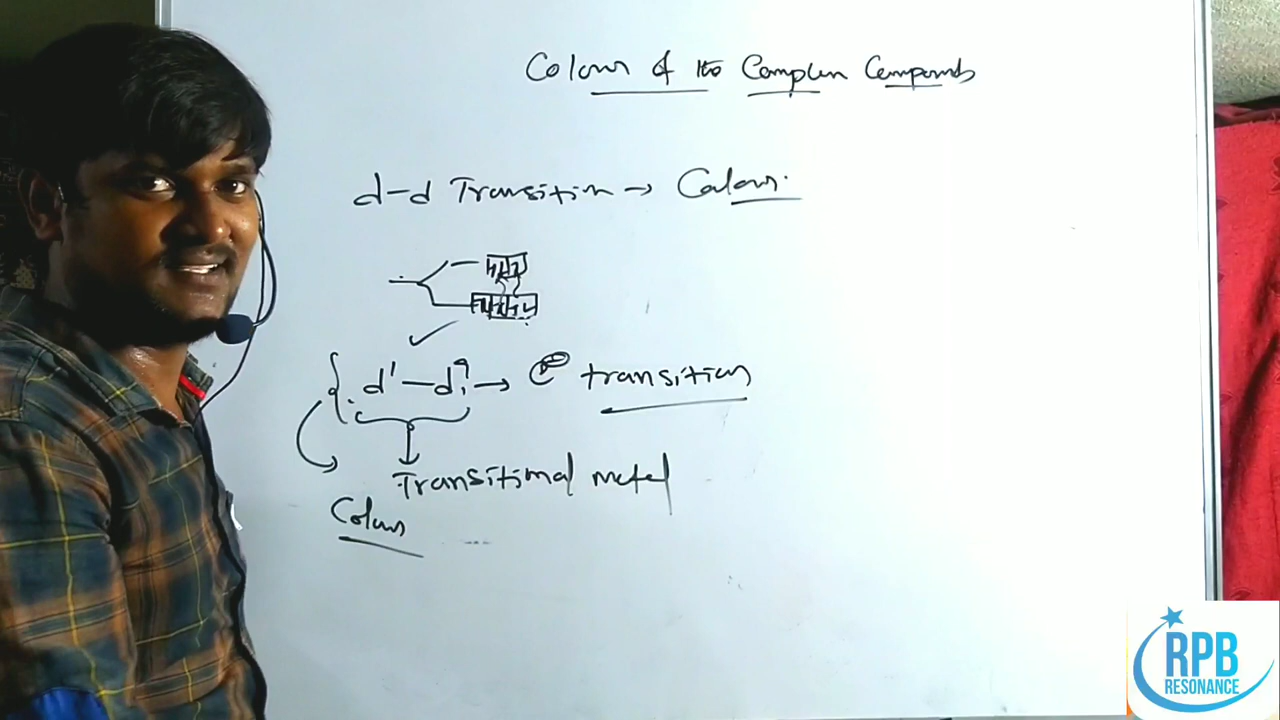 Colour of the Complex Compounds
d-d Transition → Colour.
{ d¹ — d⁹ → e⊖ transition
Transitional metal
Colour
RPB
RESONANCE